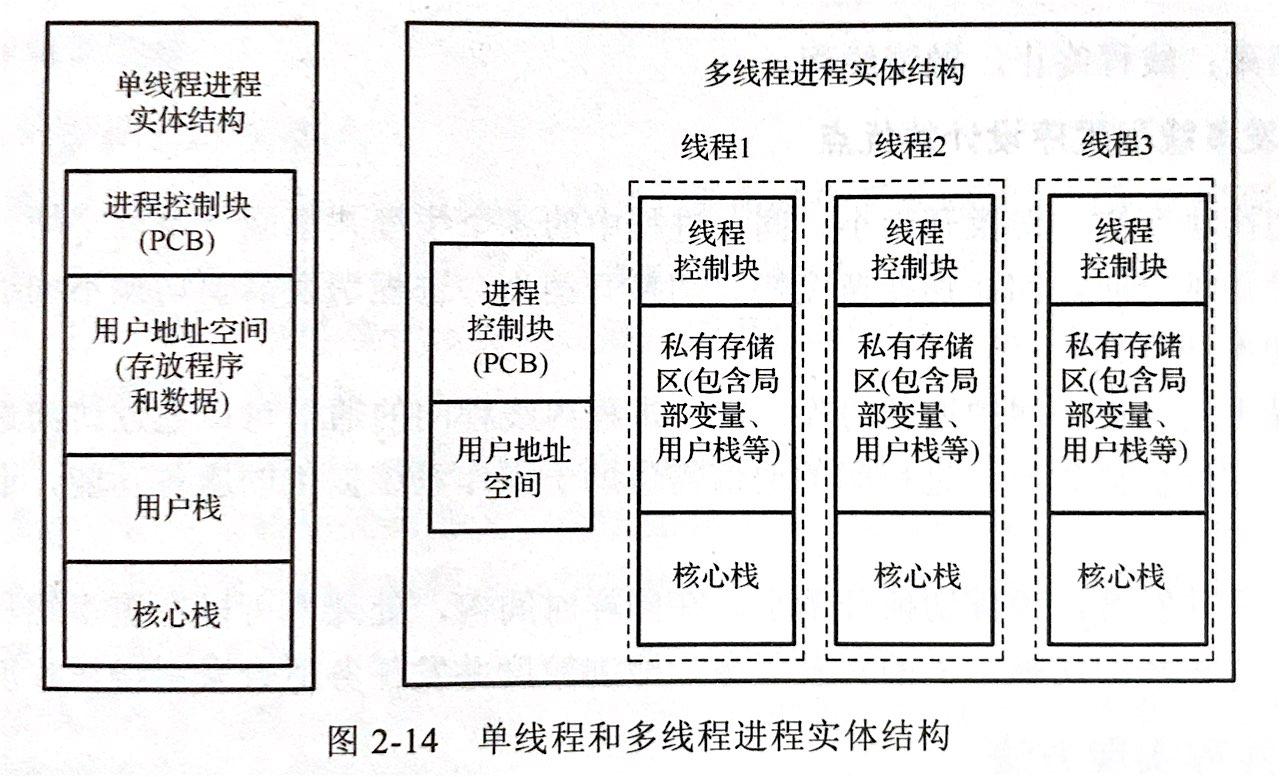 单线程进程
实体结构
进程控制块
(PCB)
用户地址空间
(存放程序
和数据)
用户栈
核心栈
多线程进程实体结构
进程
控制块
(PCB)
用户地址
空间
线程1
线程
控制块
私有存储
区(包含局
部变量、
用户栈等)
核心栈
线程2
线程
控制块
私有存储
区(包含局
部变量、
用户栈等)
核心栈
线程3
线程
控制块
私有存储
区(包含局
部变量、
用户栈等)
核心栈
图 2-14 单线程和多线程进程实体结构